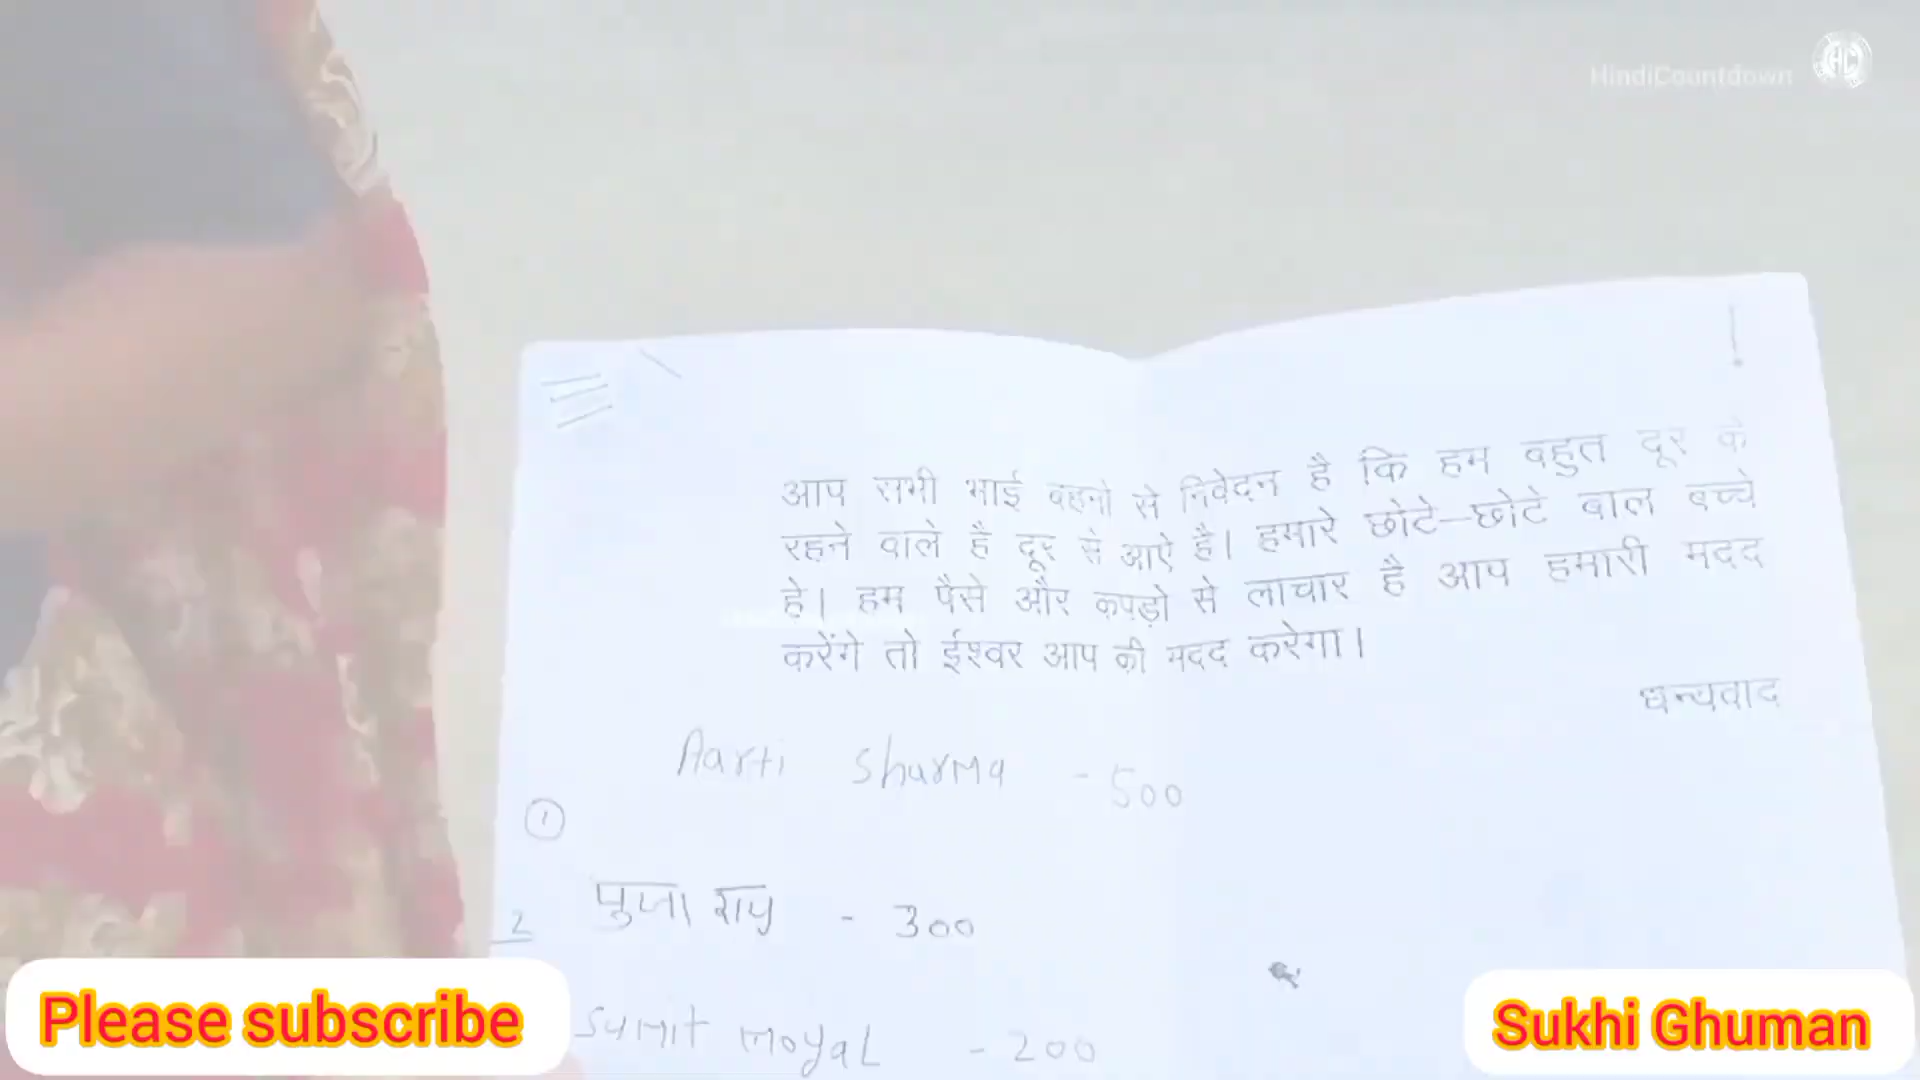 HindiCountdown
HC
आप सभी भाई बहनो से निवेदन है कि हम बहुत दूर के
रहने वाले है दूर से आऐ है। हमारे छोटे-छोटे बाल बच्चे
हे। हम पैसे और कपड़ो से लाचार है आप हमारी मदद
करेंगे तो ईश्वर आप की मदद करेगा।
धन्यवाद
Aarti Sharma - 500
1
2 पुजा - 300
Sumit Moyal - 200
Please subscribe
Sukhi Ghuman